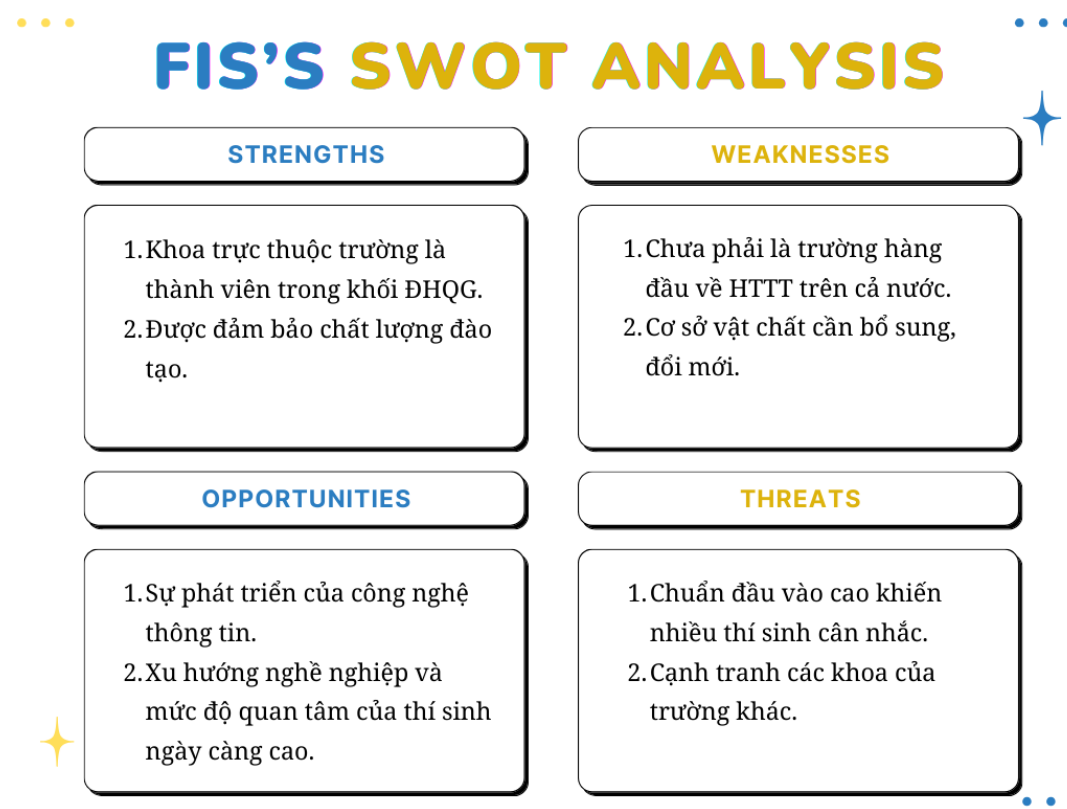 FIS’S SWOT ANALYSIS
STRENGTHS
1.Khoa trực thuộc trường là
thành viên trong khối ĐHQG.
2.Được đảm bảo chất lượng đào
tạo.
WEAKNESSES
1.Chưa phải là trường hàng
đầu về HTTT trên cả nước.
2.Cơ sở vật chất cần bổ sung,
đổi mới.
OPPORTUNITIES
1.Sự phát triển của công nghệ
thông tin.
2.Xu hướng nghề nghiệp và
mức độ quan tâm của thí sinh
ngày càng cao.
THREATS
1.Chuẩn đầu vào cao khiến
nhiều thí sinh cân nhắc.
2.Cạnh tranh các khoa của
trường khác.